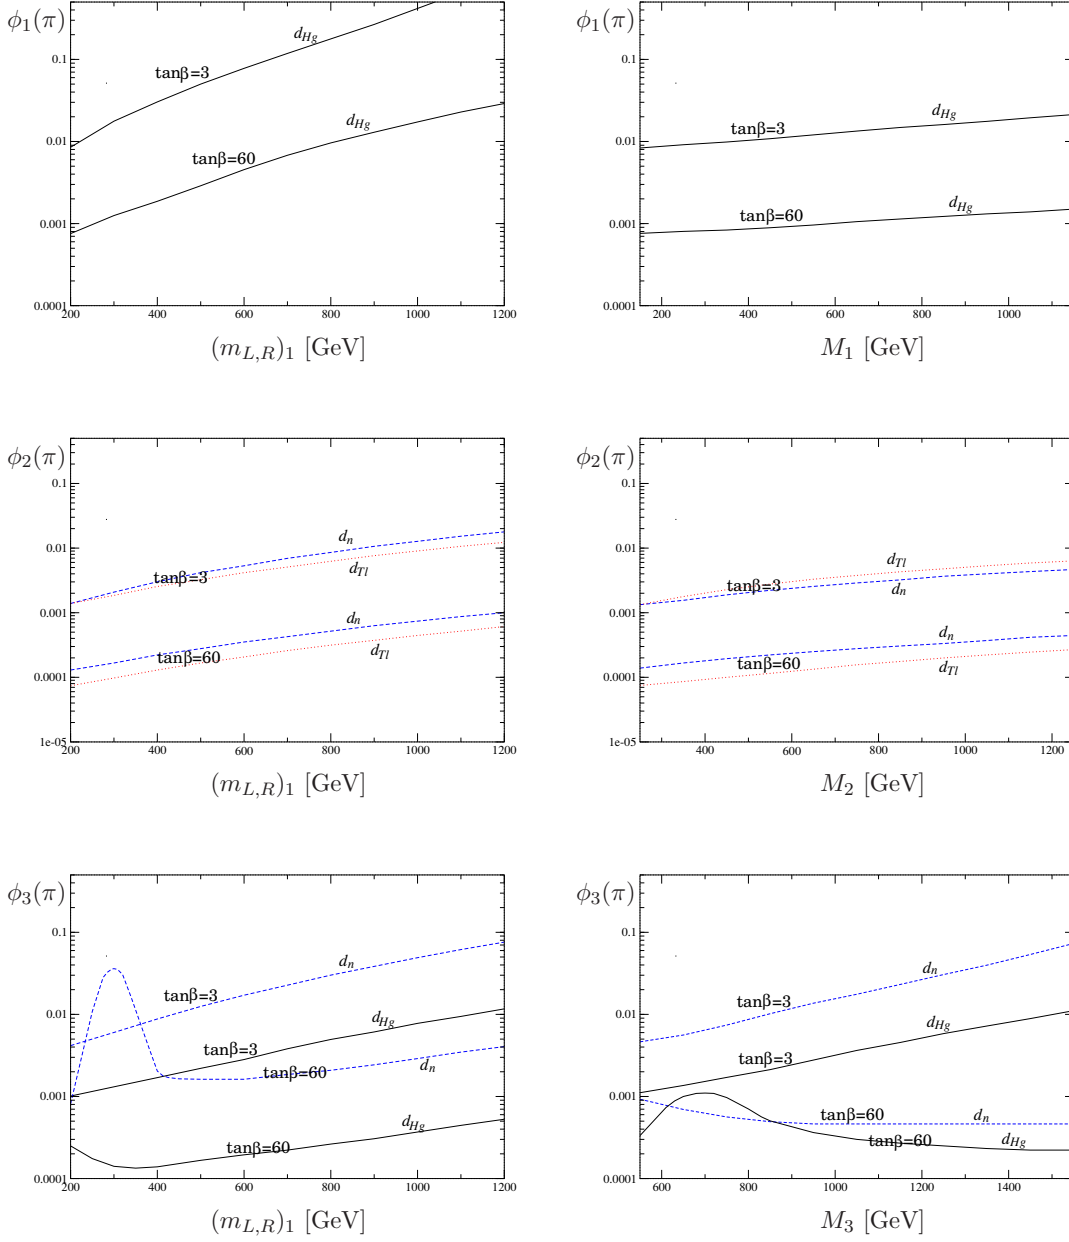 ϕ₁(π)
0.1
0.01
0.001
0.0001
200 400 600 800 1000 1200
tanβ=3
d_Hg
tanβ=60
d_Hg
(m_{L,R})₁ [GeV]
ϕ₁(π)
0.1
0.01
0.001
0.0001
200 400 600 800 1000
tanβ=3
d_Hg
tanβ=60
d_Hg
M₁ [GeV]
ϕ₂(π)
0.1
0.01
0.001
0.0001
1e-05
200 400 600 800 1000 1200
d_n
tanβ=3
d_Tl
d_n
tanβ=60
d_Tl
(m_{L,R})₁ [GeV]
ϕ₂(π)
0.1
0.01
0.001
0.0001
1e-05
400 600 800 1000 1200
d_Tl
tanβ=3
d_n
d_n
tanβ=60
d_Tl
M₂ [GeV]
ϕ₃(π)
0.1
0.01
0.001
0.0001
200 400 600 800 1000 1200
d_n
tanβ=3
d_Hg
tanβ=3
tanβ=60
d_n
d_Hg
tanβ=60
(m_{L,R})₁ [GeV]
ϕ₃(π)
0.1
0.01
0.001
0.0001
600 800 1000 1200 1400
d_n
tanβ=3
d_Hg
tanβ=3
tanβ=60
d_n
tanβ=60
d_Hg
M₃ [GeV]